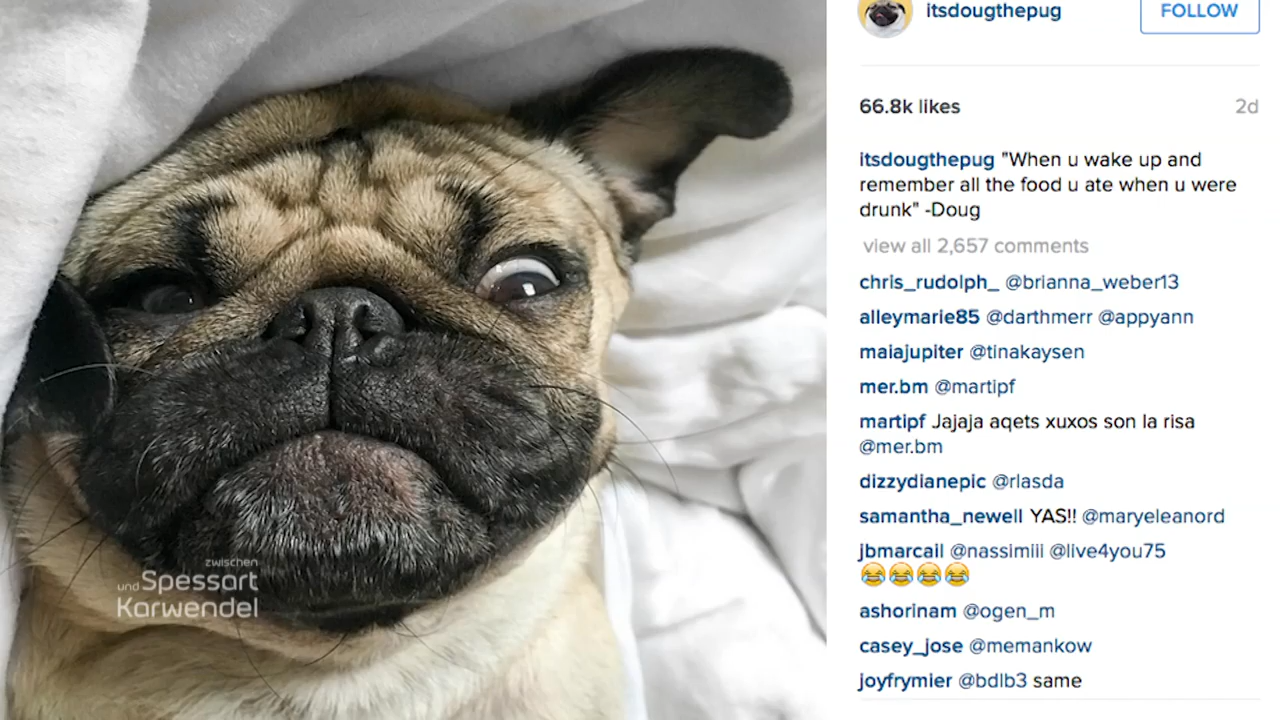 itsdougthepug
FOLLOW
66.8k likes
2d
itsdougthepug "When u wake up and
remember all the food u ate when u were
drunk" -Doug
view all 2,657 comments
chris_rudolph_ @brianna_weber13
alleymarie85 @darthmerr @appyann
maiajupiter @tinakaysen
mer.bm @martipf
martipf Jajaja aqets xuxos son la risa
@mer.bm
dizzydianepic @rlasda
samantha_newell YAS!! @maryeleanord
jbmarcail @nassimiii @live4you75
😂😂😂😂
ashorinam @ogen_m
casey_jose @memankow
joyfrymier @bdlb3 same
zwischen
und Spessart
Karwendel